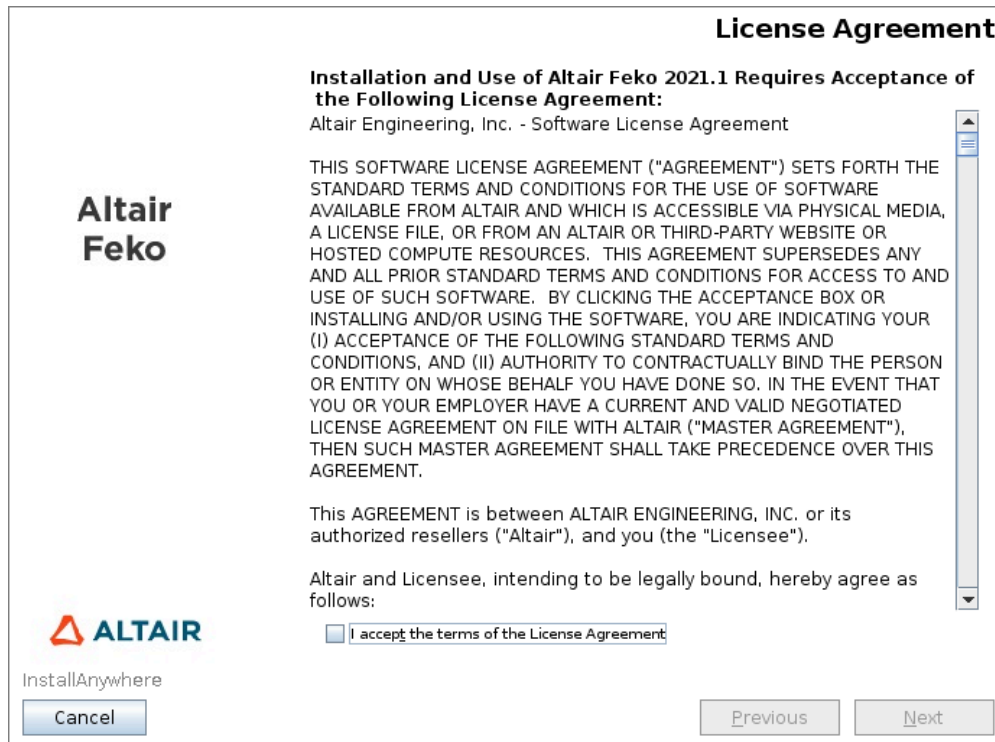 License Agreement
Installation and Use of Altair Feko 2021.1 Requires Acceptance of
the Following License Agreement:
Altair Engineering, Inc. - Software License Agreement
THIS SOFTWARE LICENSE AGREEMENT ("AGREEMENT") SETS FORTH THE
STANDARD TERMS AND CONDITIONS FOR THE USE OF SOFTWARE
AVAILABLE FROM ALTAIR AND WHICH IS ACCESSIBLE VIA PHYSICAL MEDIA,
A LICENSE FILE, OR FROM AN ALTAIR OR THIRD-PARTY WEBSITE OR
HOSTED COMPUTE RESOURCES.  THIS AGREEMENT SUPERSEDES ANY
AND ALL PRIOR STANDARD TERMS AND CONDITIONS FOR ACCESS TO AND
USE OF SUCH SOFTWARE.  BY CLICKING THE ACCEPTANCE BOX OR
INSTALLING AND/OR USING THE SOFTWARE, YOU ARE INDICATING YOUR
(I) ACCEPTANCE OF THE FOLLOWING STANDARD TERMS AND
CONDITIONS, AND (II) AUTHORITY TO CONTRACTUALLY BIND THE PERSON
OR ENTITY ON WHOSE BEHALF YOU HAVE DONE SO. IN THE EVENT THAT
YOU OR YOUR EMPLOYER HAVE A CURRENT AND VALID NEGOTIATED
LICENSE AGREEMENT ON FILE WITH ALTAIR ("MASTER AGREEMENT"),
THEN SUCH MASTER AGREEMENT SHALL TAKE PRECEDENCE OVER THIS
AGREEMENT.
This AGREEMENT is between ALTAIR ENGINEERING, INC. or its
authorized resellers ("Altair"), and you (the "Licensee").
Altair and Licensee, intending to be legally bound, hereby agree as
follows:
I accept the terms of the License Agreement
Altair
Feko
ALTAIR
InstallAnywhere
Cancel
Previous
Next